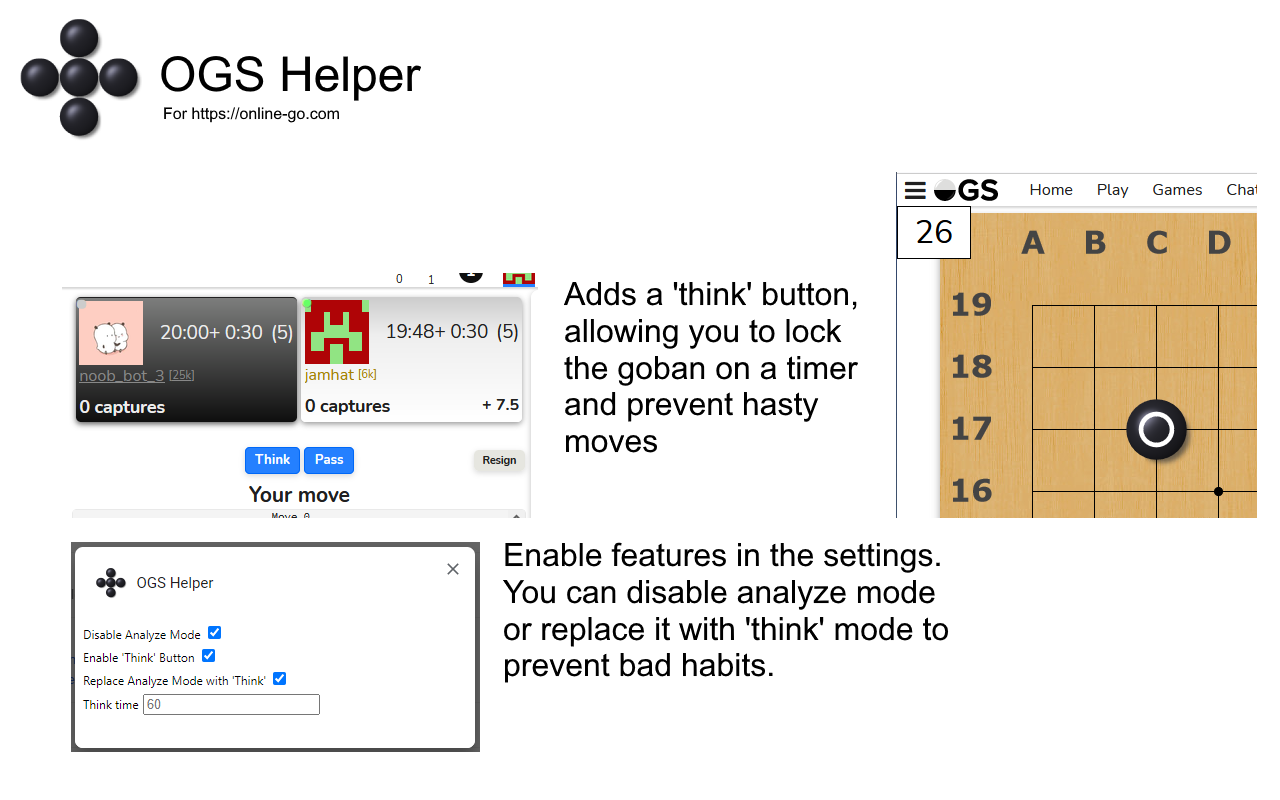 OGS Helper
For https://online-go.com
0 1
20:00+ 0:30 (5)
noob_bot_3 [25k]
0 captures
19:48+ 0:30 (5)
jamhat [6k]
0 captures
+ 7.5
Think
Pass
Resign
Your move
Move 0
Adds a 'think' button,
allowing you to lock
the goban on a timer
and prevent hasty
moves
OGS Home Play Games Chat
26
A B C D
19
18
17
16
OGS Helper
Disable Analyze Mode
Enable 'Think' Button
Replace Analyze Mode with 'Think'
Think time 60
Enable features in the settings.
You can disable analyze mode
or replace it with 'think' mode to
prevent bad habits.